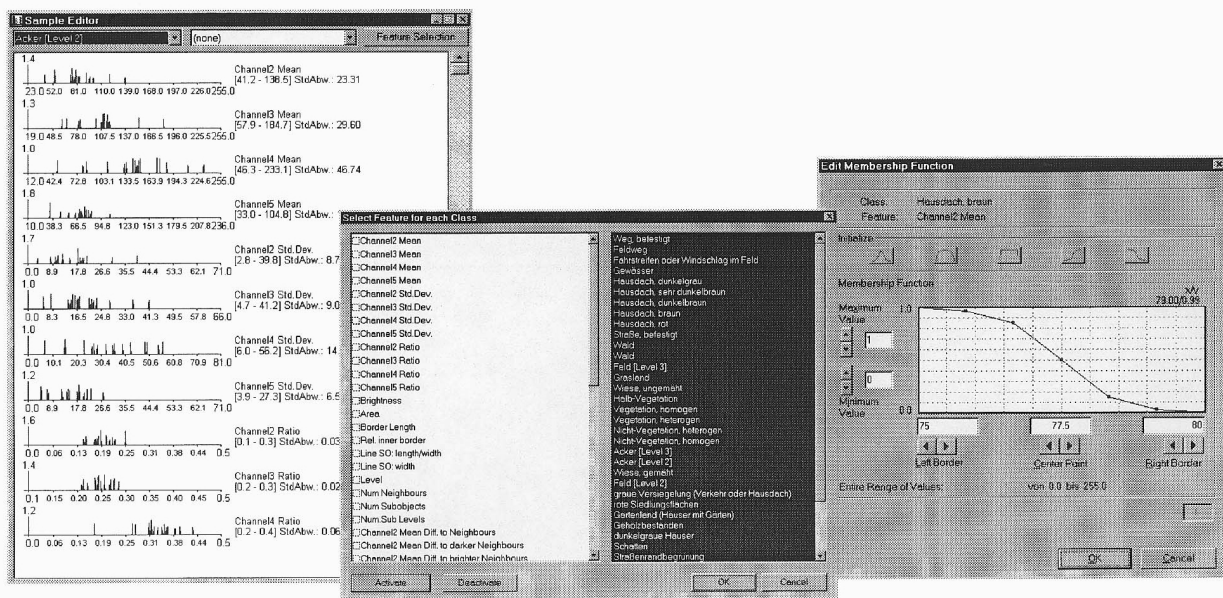 Sample Editor
Acker [Level 2]
(none)
Feature Selection
1.4
Channel2 Mean
[41.2 - 138.5] StdAbw.: 23.31
23.0 52.0 81.0 110.0 139.0 168.0 197.0 226.0 255.0
1.3
Channel3 Mean
[57.9 - 184.7] StdAbw.: 29.60
19.0 48.5 78.0 107.5 137.0 166.5 196.0 225.5 255.0
1.0
Channel4 Mean
[46.3 - 233.1] StdAbw.: 46.74
12.0 42.4 72.8 103.1 133.5 163.9 194.3 224.6 255.0
1.8
Channel5 Mean
[33.0 - 104.8] StdAbw.:
10.0 38.3 66.5 94.8 123.0 151.3 179.5 207.8 236.0
1.7
Channel2 Std.Dev.
[2.8 - 39.8] StdAbw.: 8.7
0.0 8.9 17.8 26.6 35.5 44.4 53.3 62.1 71.0
1.0
Channel3 Std.Dev.
[4.7 - 41.2] StdAbw.: 9.0
0.0 8.3 16.5 24.8 33.0 41.3 49.5 57.8 66.0
1.0
Channel4 Std.Dev.
[6.0 - 56.2] StdAbw.: 14
0.0 10.1 20.3 30.4 40.5 50.6 60.8 70.9 81.0
1.2
Channel5 Std.Dev.
[3.9 - 27.3] StdAbw.: 6.5
0.0 8.9 17.8 26.6 35.5 44.4 53.3 62.1 71.0
1.6
Channel2 Ratio
[0.1 - 0.3] StdAbw.: 0.03
0.0 0.06 0.13 0.19 0.25 0.31 0.38 0.44 0.5
1.4
Channel3 Ratio
[0.2 - 0.3] StdAbw.: 0.02
0.1 0.15 0.20 0.25 0.30 0.35 0.40 0.45 0.5
1.2
Channel4 Ratio
[0.2 - 0.4] StdAbw.: 0.06
0.0 0.06 0.13 0.19 0.25 0.31 0.38 0.44 0.5
Select Feature for each Class
Channel2 Mean
Channel3 Mean
Channel4 Mean
Channel5 Mean
Channel2 Std.Dev.
Channel3 Std.Dev.
Channel4 Std.Dev.
Channel5 Std.Dev.
Channel2 Ratio
Channel3 Ratio
Channel4 Ratio
Channel5 Ratio
Brightness
Area
Border Length
Rel. inner border
Line SO: length/width
Line SO: width
Level
Num Neighbours
Num Subobjects
Num.Sub Levels
Channel2 Mean Diff. to Neighbours
Channel2 Mean Diff. to darker Neighbours
Channel2 Mean Diff. to brighter Neighbours
Weg, befestigt
Feldweg
Fahrstreifen oder Windschlag im Feld
Gewässer
Hausdach, dunkelgrau
Hausdach, sehr dunkelbraun
Hausdach, dunkelbraun
Hausdach, braun
Hausdach, rot
Straße, befestigt
Wald
Wald
Feld [Level 3]
Grasland
Wiese, ungemäht
Halb-Vegetation
Vegetation, homogen
Vegetation, heterogen
Nicht-Vegetation, heterogen
Nicht-Vegetation, homogen
Acker [Level 3]
Acker [Level 2]
Wiese, gemäht
Feld [Level 2]
graue Versiegelung (Verkehr oder Hausdach)
rote Siedlungsflächen
Gartenland (Häuser mit Gärten)
Geholzbestanden
dunkelgraue Häuser
Schatten
Straßenrandbegrünung
Activate
Deactivate
OK
Cancel
Edit Membership Function
Class: Hausdach, braun
Feature: Channel2 Mean
Initialize
Membership Function
x/y
79.00/0.99
Maximum
Value
1.0
1
0
Minimum
Value
0.0
75
77.5
80
Left Border
Center Point
Right Border
Entire Range of Values:
von 0.0 bis 255.0
OK
Cancel